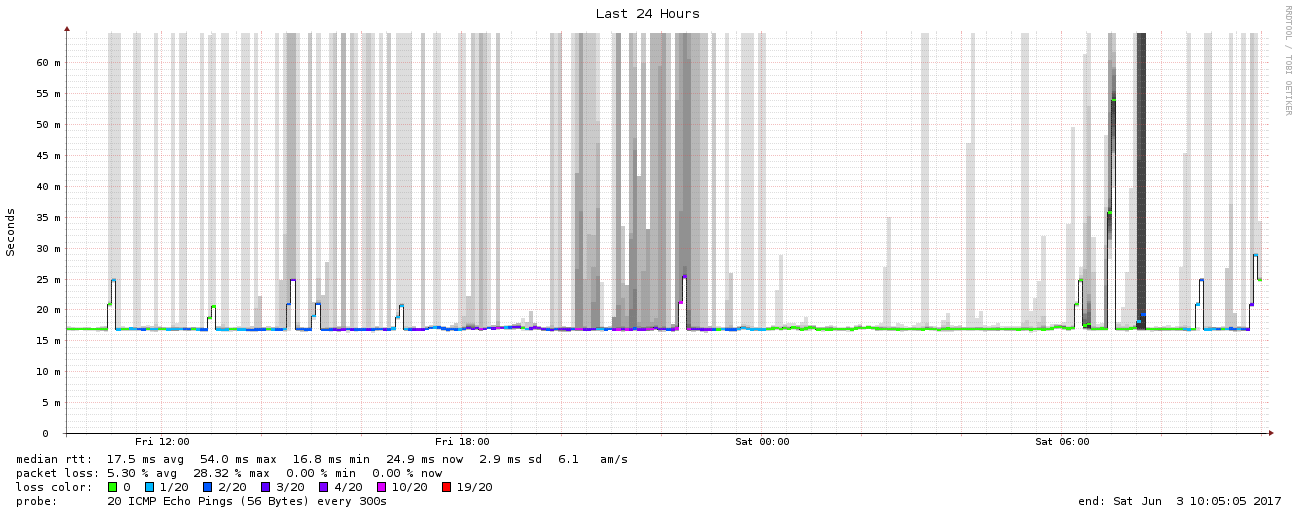 Last 24 Hours
RRDTOOL / TOBI OETIKER
Seconds
60 m
55 m
50 m
45 m
40 m
35 m
30 m
25 m
20 m
15 m
10 m
5 m
0
Fri 12:00 Fri 18:00 Sat 00:00 Sat 06:00
median rtt: 17.5 ms avg 54.0 ms max 16.8 ms min 24.9 ms now 2.9 ms sd 6.1 am/s
packet loss: 5.30 % avg 28.32 % max 0.00 % min 0.00 % now
loss color: 0 1/20 2/20 3/20 4/20 10/20 19/20
probe: 20 ICMP Echo Pings (56 Bytes) every 300s end: Sat Jun 3 10:05:05 2017